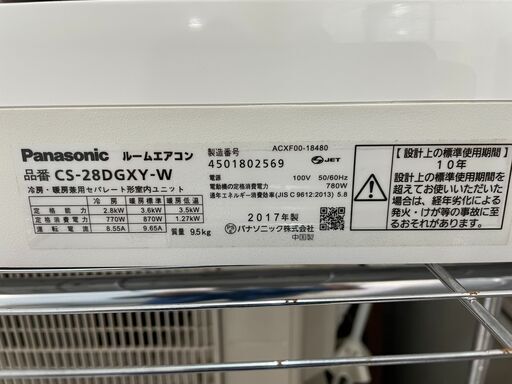 Panasonic ルームエアコン
品番 CS-28DGXY-W
冷房・暖房兼用セパレート形室内ユニット
冷房標準 暖房標準 暖房低温
定格能力 2.8kW 3.6kW 3.5kW
定格消費電力 770W 870W 1.27kW
運転電流 8.55A 9.65A
質量 9.5kg
ACXF00-18480
製造番号
4501802569
JET
電源 100V 50/60Hz
電動機の定格消費電力 780W
通年エネルギー消費効率(JIS C 9612:2013) 5.8
2017年製
パナソニック株式会社
中国製
【設計上の標準使用期間】
10年
設計上の標準使用期間を
超えてお使いいただいた
場合は、経年劣化による
発火・けが等の事故に至
るおそれがあります。